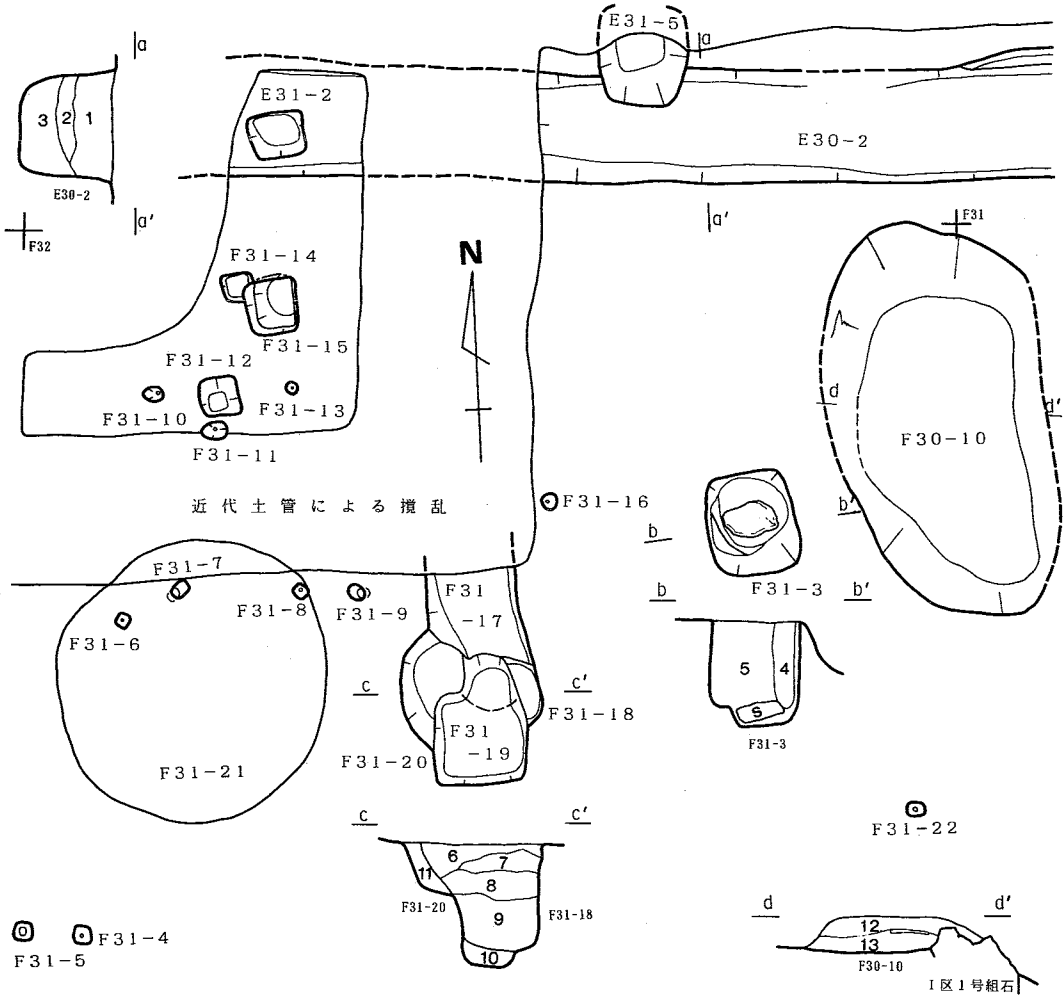 E31-5
a
a
E31-2
3 2 1
E30-2
E30-2
a'
a'
F32
F31
F31-14
N
F31-15
F31-12
d
d'
F31-10
F31-13
F30-10
F31-11
近代土管による攪乱
F31-16
b
b'
F31-3
F31-7
F31-8
F31-9
F31
-17
b
b'
F31-6
5
4
S
F31-3
c
c'
F31-18
F31
-19
F31-20
F31-21
F31-22
c
c'
6
7
11
8
F31-20
F31-18
9
10
d
d'
12
13
F30-10
I区1号組石
F31-4
F31-5